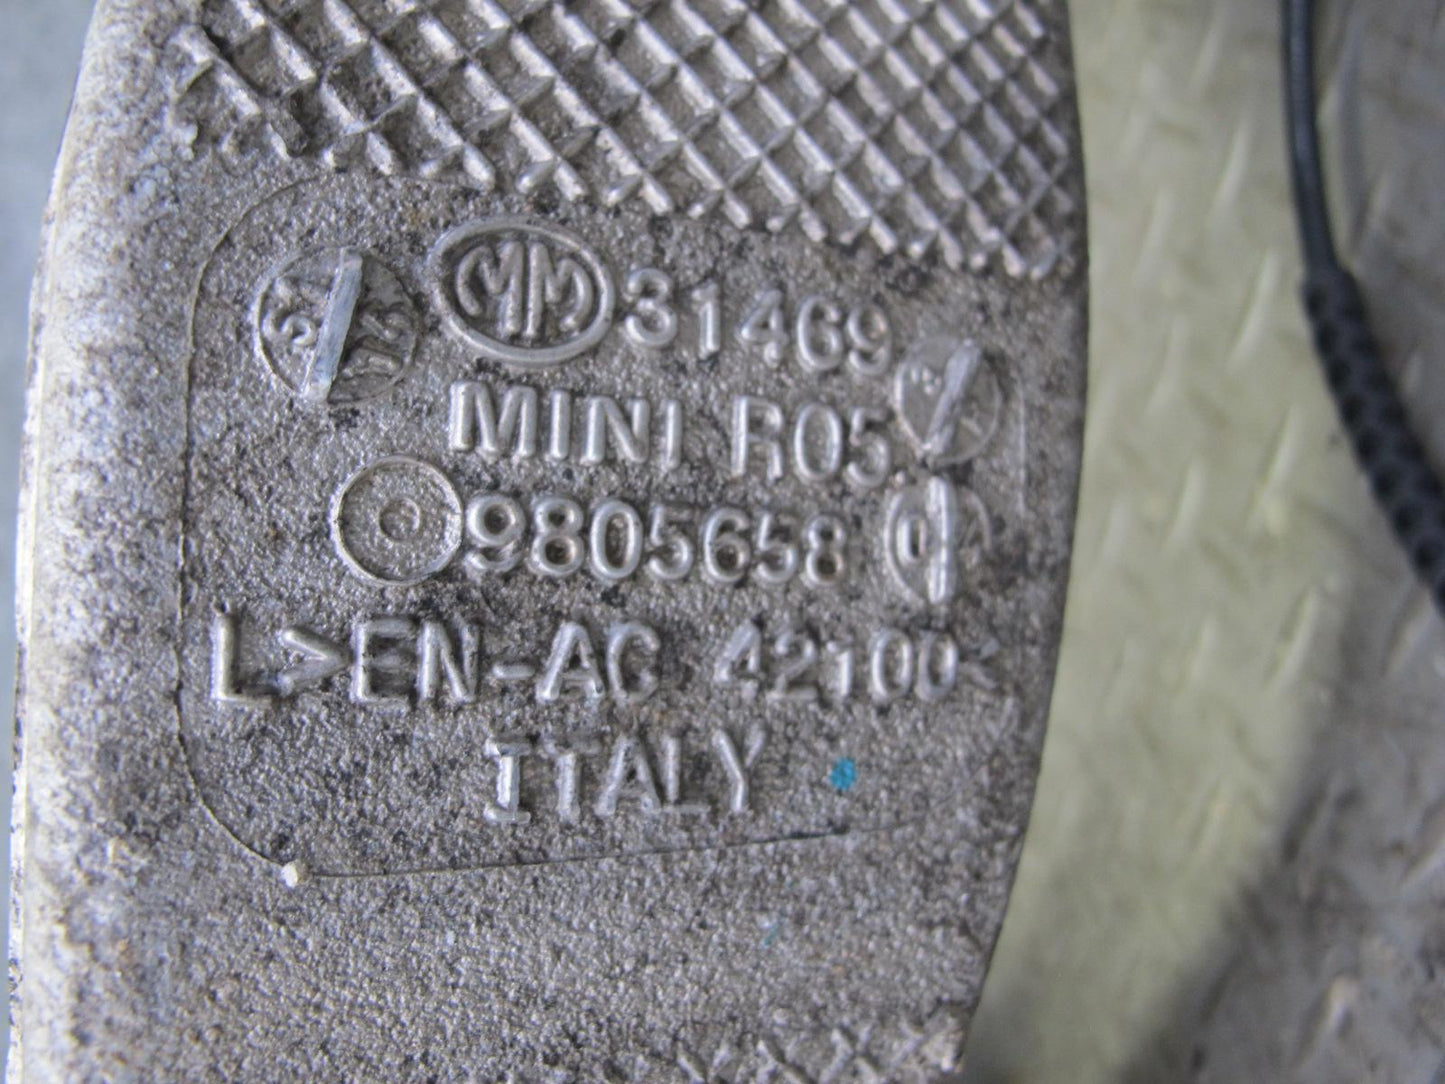 MM 31469
MINI R05
9805658
L>EN-AC 42100
ITALY